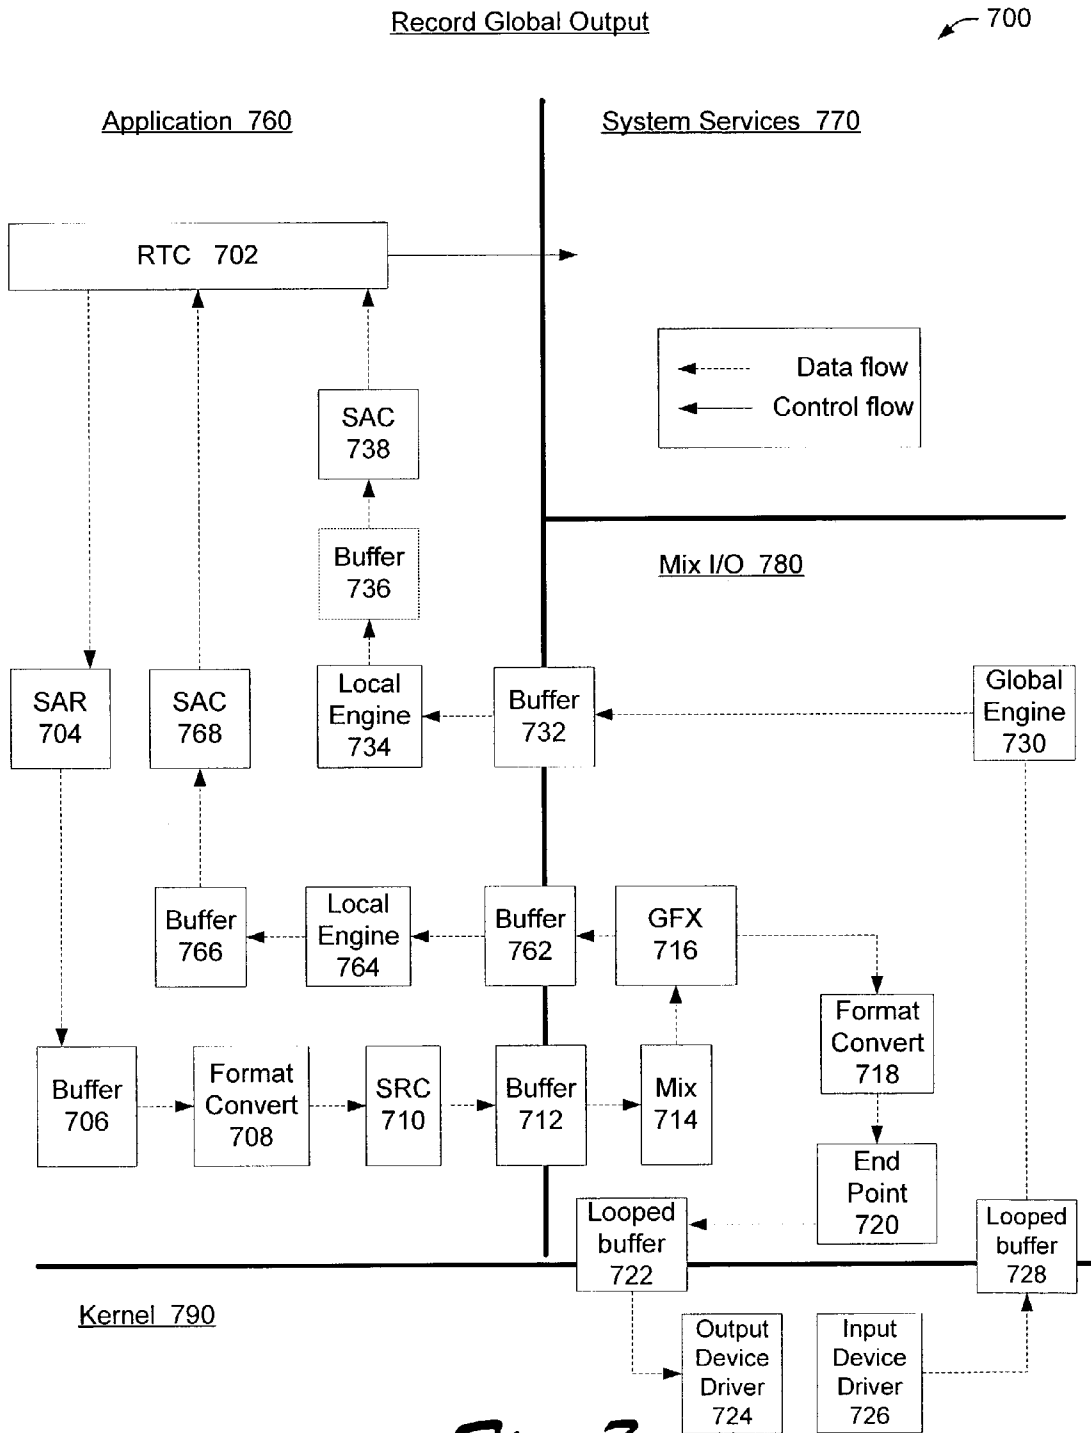 Record Global Output
700
Application 760
System Services 770
RTC 702
Data flow
Control flow
SAC
738
Buffer
736
Mix I/O 780
SAR
704
SAC
768
Local
Engine
734
Buffer
732
Global
Engine
730
Buffer
766
Local
Engine
764
Buffer
762
GFX
716
Format
Convert
718
Buffer
706
Format
Convert
708
SRC
710
Buffer
712
Mix
714
End
Point
720
Looped
buffer
722
Looped
buffer
728
Kernel 790
Output
Device
Driver
724
Input
Device
Driver
726